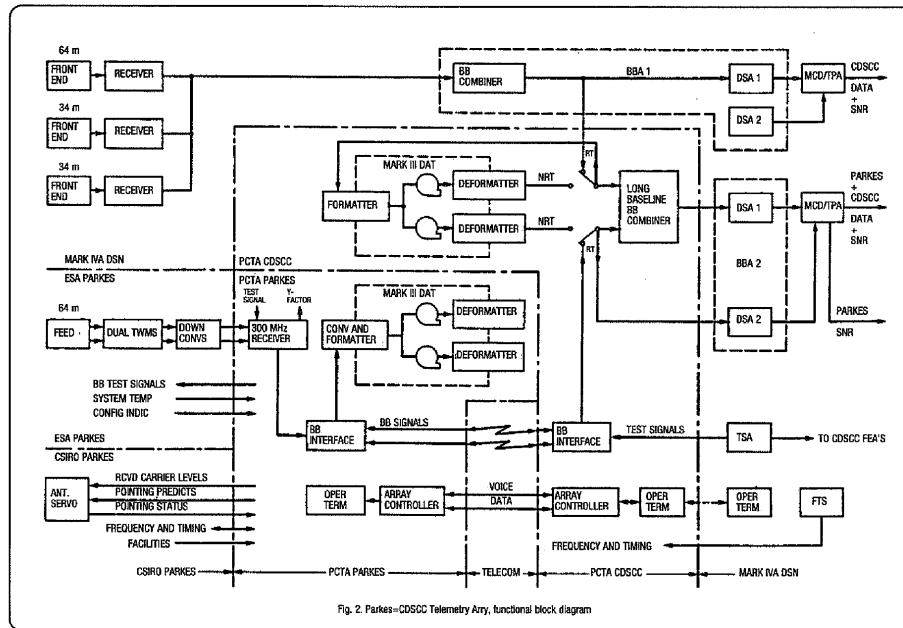 64 m
FRONT END
RECEIVER
34 m
FRONT END
RECEIVER
34 m
FRONT END
RECEIVER
BB COMBINER
BBA 1
DSA 1
DSA 2
MCD/TPA
CDSCC
DATA
+
SNR
MARK III DAT
FORMATTER
DEFORMATTER
DEFORMATTER
NRT
NRT
RT
RT
LONG BASELINE BB COMBINER
DSA 1
BBA 2
DSA 2
MCD/TPA
PARKES
+
CDSCC
DATA
+
SNR
PARKES
SNR
MARK IVA DSN
ESA PARKES
PCTA CDSCC
PCTA PARKES
TEST SIGNAL
Y-FACTOR
64 m
FEED
DUAL TWMS
DOWN CONVS
300 MHz RECEIVER
MARK III DAT
CONV AND FORMATTER
DEFORMATTER
DEFORMATTER
BB TEST SIGNALS
SYSTEM TEMP
CONFIG INDIC
BB INTERFACE
BB SIGNALS
BB INTERFACE
TEST SIGNALS
TSA
TO CDSCC FEA'S
ESA PARKES
CSIRO PARKES
ANT. SERVO
RCVD CARRIER LEVELS
POINTING PREDICTS
POINTING STATUS
FREQUENCY AND TIMING
FACILITIES
OPER TERM
ARRAY CONTROLLER
VOICE
DATA
ARRAY CONTROLLER
OPER TERM
OPER TERM
FTS
FREQUENCY AND TIMING
CSIRO PARKES
PCTA PARKES
TELECOM
PCTA CDSCC
MARK IVA DSN
Fig. 2. Parkes=CDSCC Telemetry Arry, functional block diagram